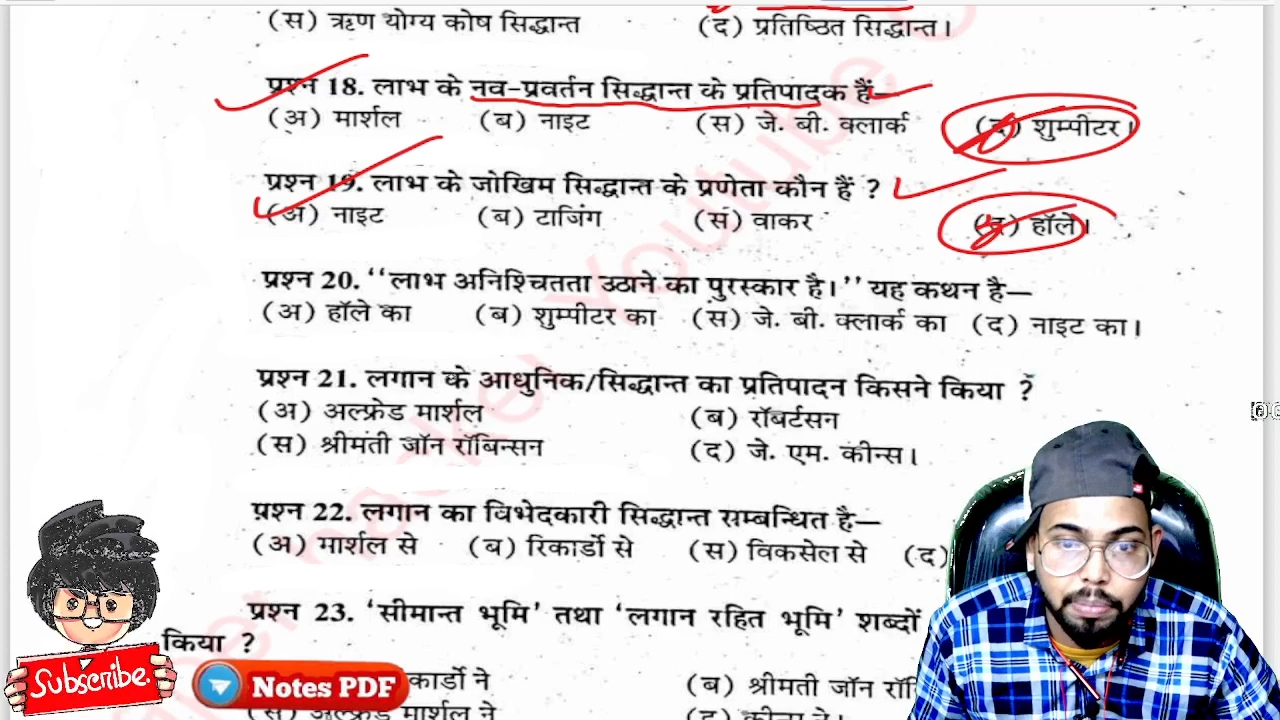 (स) ऋण योग्य कोष सिद्धान्त (द) प्रतिष्ठित सिद्धान्त।
प्रश्न 18. लाभ के नव-प्रवर्तन सिद्धान्त के प्रतिपादक हैं—
(अ) मार्शल (ब) नाइट (स) जे. बी. क्लार्क (द) शुम्पीटर।
प्रश्न 19. लाभ के जोखिम सिद्धान्त के प्रणेता कौन हैं ?
(अ) नाइट (ब) टाजिंग (स) वाकर (द) हॉले।
प्रश्न 20. ‘‘लाभ अनिश्चितता उठाने का पुरस्कार है।’’ यह कथन है—
(अ) हॉले का (ब) शुम्पीटर का (स) जे. बी. क्लार्क का (द) नाइट का।
प्रश्न 21. लगान के आधुनिक/सिद्धान्त का प्रतिपादन किसने किया ?
(अ) अल्फ्रेड मार्शल (ब) रॉबर्टसन
(स) श्रीमती जॉन रॉबिन्सन (द) जे. एम. कीन्स।
प्रश्न 22. लगान का विभेदकारी सिद्धान्त सम्बन्धित है—
(अ) मार्शल से (ब) रिकार्डो से (स) विकसेल से (द)
प्रश्न 23. ‘सीमान्त भूमि’ तथा ‘लगान रहित भूमि’ शब्दों
किया ?
कार्डो ने (ब) श्रीमती जॉन
(स) अल्फ्रेड मार्शल ने (द) कीन्स ने।
Subscribe.
Notes PDF
Youtube